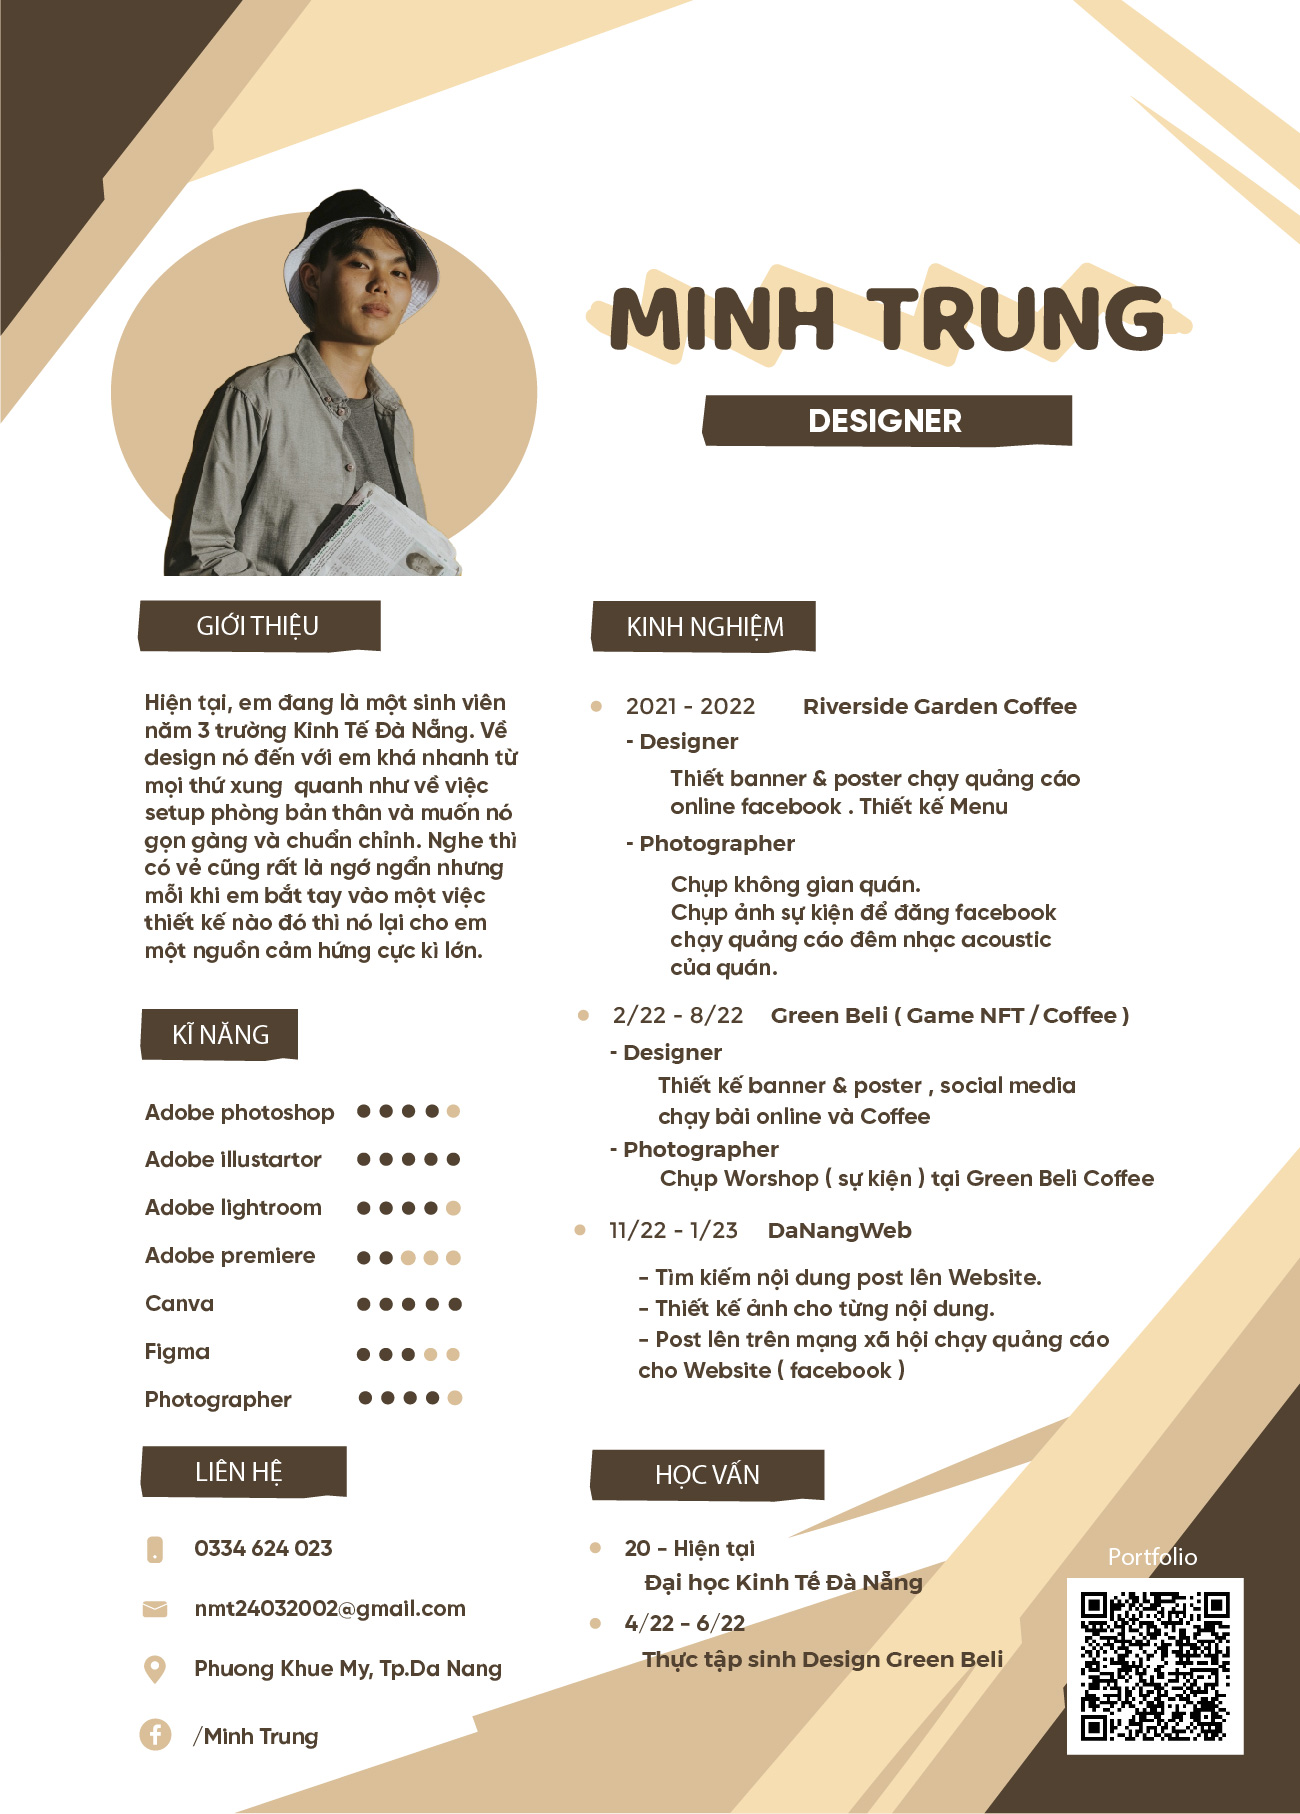 MINH TRUNG
DESIGNER
GIỚI THIỆU
Hiện tại, em đang là một sinh viên
năm 3 trường Kinh Tế Đà Nẵng. Về
design nó đến với em khá nhanh từ
mọi thứ xung quanh như về việc
setup phòng bản thân và muốn nó
gọn gàng và chuẩn chỉnh. Nghe thì
có vẻ cũng rất là ngớ ngẩn nhưng
mỗi khi em bắt tay vào một việc
thiết kế nào đó thì nó lại cho em
một nguồn cảm hứng cực kì lớn.
KĨ NĂNG
Adobe photoshop
Adobe illustartor
Adobe lightroom
Adobe premiere
Canva
Figma
Photographer
LIÊN HỆ
0334 624 023
nmt24032002@gmail.com
Phuong Khue My, Tp.Da Nang
/Minh Trung
KINH NGHIỆM
2021 - 2022 Riverside Garden Coffee
- Designer
Thiết banner & poster chạy quảng cáo
online facebook . Thiết kế Menu
- Photographer
Chụp không gian quán.
Chụp ảnh sự kiện để đăng facebook
chạy quảng cáo đêm nhạc acoustic
của quán.
2/22 - 8/22 Green Beli ( Game NFT / Coffee )
- Designer
Thiết kế banner & poster , social media
chạy bài online và Coffee
- Photographer
Chụp Worshop ( sự kiện ) tại Green Beli Coffee
11/22 - 1/23 DaNangWeb
- Tìm kiếm nội dung post lên Website.
- Thiết kế ảnh cho từng nội dung.
- Post lên trên mạng xã hội chạy quảng cáo
cho Website ( facebook )
HỌC VẤN
20 - Hiện tại
Đại học Kinh Tế Đà Nẵng
4/22 - 6/22
Thực tập sinh Design Green Beli
Portfolio